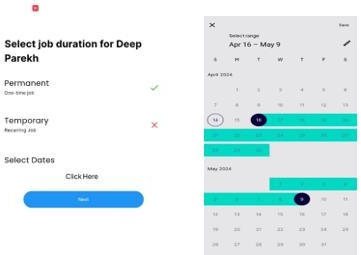 Select job duration for Deep
Parekh
Permanent
One-time job
Temporary
Recurring Job
Select Dates
Click Here
Next
Save
Select range
Apr 16 – May 9
S M T W T F S
April 2024
1 2 3 4 5 6
7 8 9 10 11 12 13
14 15 16 17 18 19 20
21 22 23 24 25 26 27
28 29 30
May 2024
1 2 3 4
5 6 7 8 9 10 11
12 13 14 15 16 17 18
19 20 21 22 23 24 25
26 27 28 29 30 31